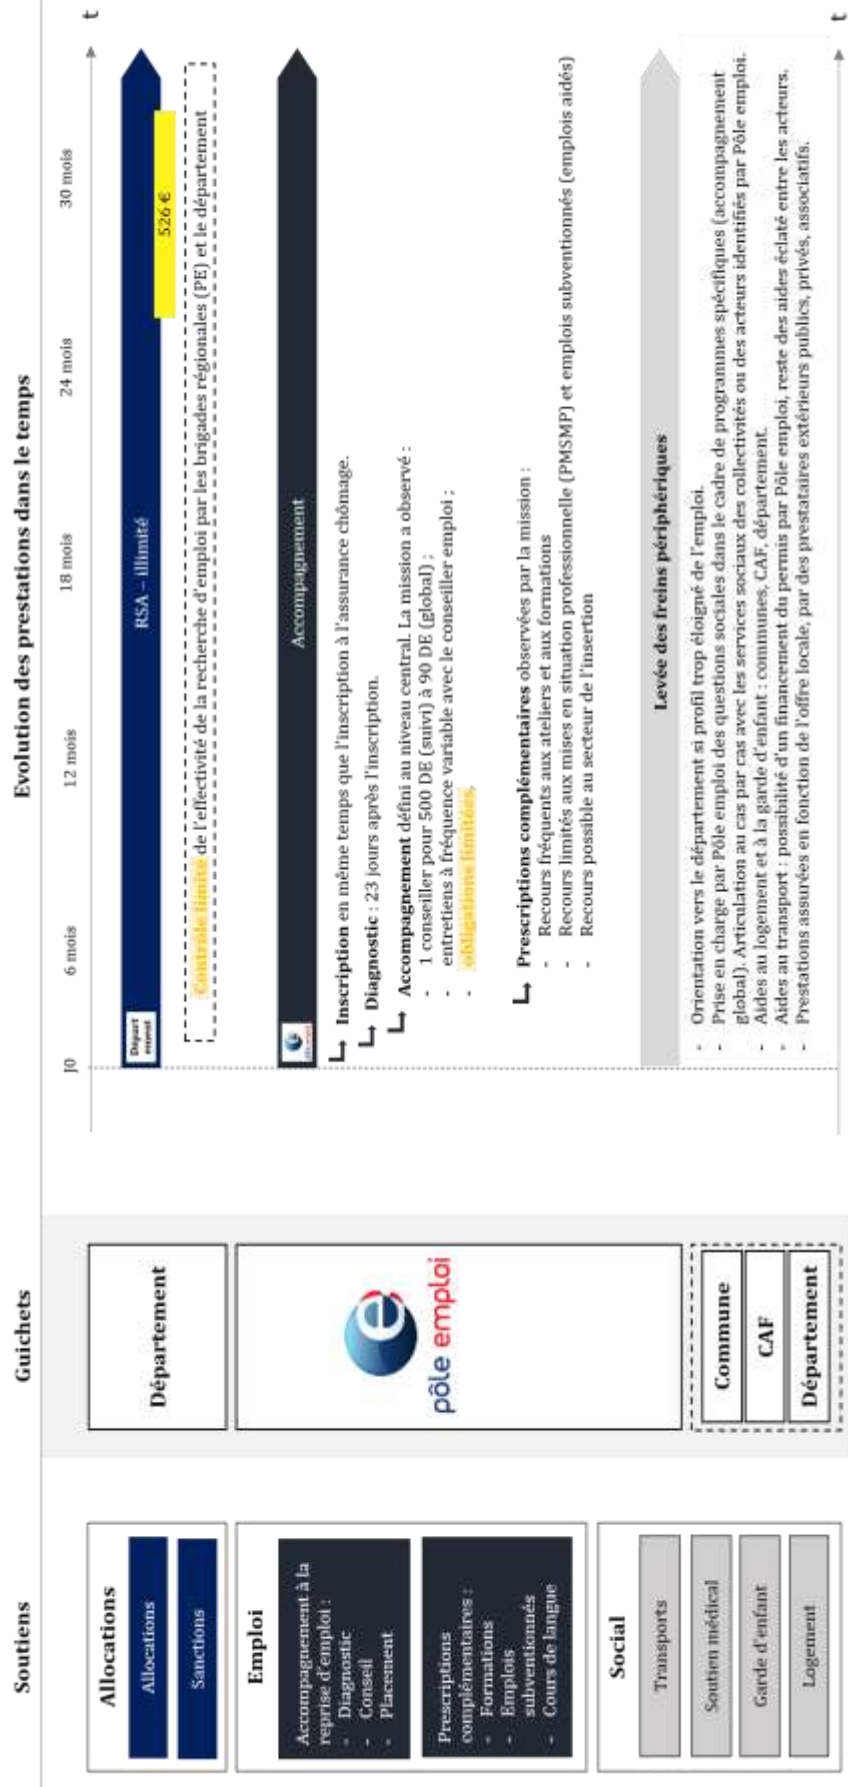 Soutiens
Guichets
Evolution des prestations dans le temps
Allocations
Allocations
Sanctions
Emploi
Accompagnement à la
reprise d'emploi :
- Diagnostic
- Conseil
- Placement
Prescriptions
complémentaires :
- Formations
- Emplois
subventionnés
- Cours de langue
Social
Transports
Soutien médical
Garde d'enfant
Logement
Département
pôle emploi
Commune
CAF
Département
J0
6 mois
12 mois
18 mois
24 mois
30 mois
t
Départ
ement
RSA – illimité
526 €
Contrôle limité de l'effectivité de la recherche d'emploi par les brigades régionales (PE) et le département
Accompagnement
Inscription en même temps que l'inscription à l'assurance chômage.
Diagnostic : 23 jours après l'inscription.
Accompagnement défini au niveau central. La mission a observé :
- 1 conseiller pour 500 DE (suivi) à 90 DE (global) ;
- entretiens à fréquence variable avec le conseiller emploi ;
- obligations limitées.
Prescriptions complémentaires observées par la mission :
- Recours fréquents aux ateliers et aux formations
- Recours limités aux mises en situation professionnelle (PMSMP) et emplois subventionnés (emplois aidés)
- Recours possible au secteur de l'insertion
Levée des freins périphériques
- Orientation vers le département si profil trop éloigné de l'emploi.
- Prise en charge par Pôle emploi des questions sociales dans le cadre de programmes spécifiques (accompagnement
global). Articulation au cas par cas avec les services sociaux des collectivités ou des acteurs identifiés par Pôle emploi.
- Aides au logement et à la garde d'enfant : communes, CAF, département.
- Aides au transport : possibilité d'un financement du permis par Pôle emploi, reste des aides éclaté entre les acteurs.
- Prestations assurées en fonction de l'offre locale, par des prestataires extérieurs publics, privés, associatifs.
t